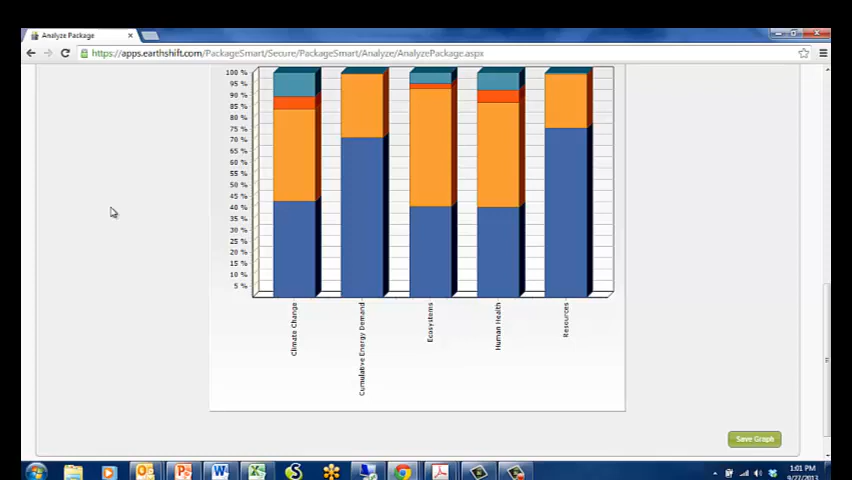 Analyze Package
https://apps.earthshift.com/PackageSmart/Secure/PackageSmart/Analyze/AnalyzePackage.aspx
100 %
95 %
90 %
85 %
80 %
75 %
70 %
65 %
60 %
55 %
50 %
45 %
40 %
35 %
30 %
25 %
20 %
15 %
10 %
5 %
Climate Change
Cumulative Energy Demand
Ecosystems
Human Health
Resources
Save Graph
1:01 PM
9/27/2013